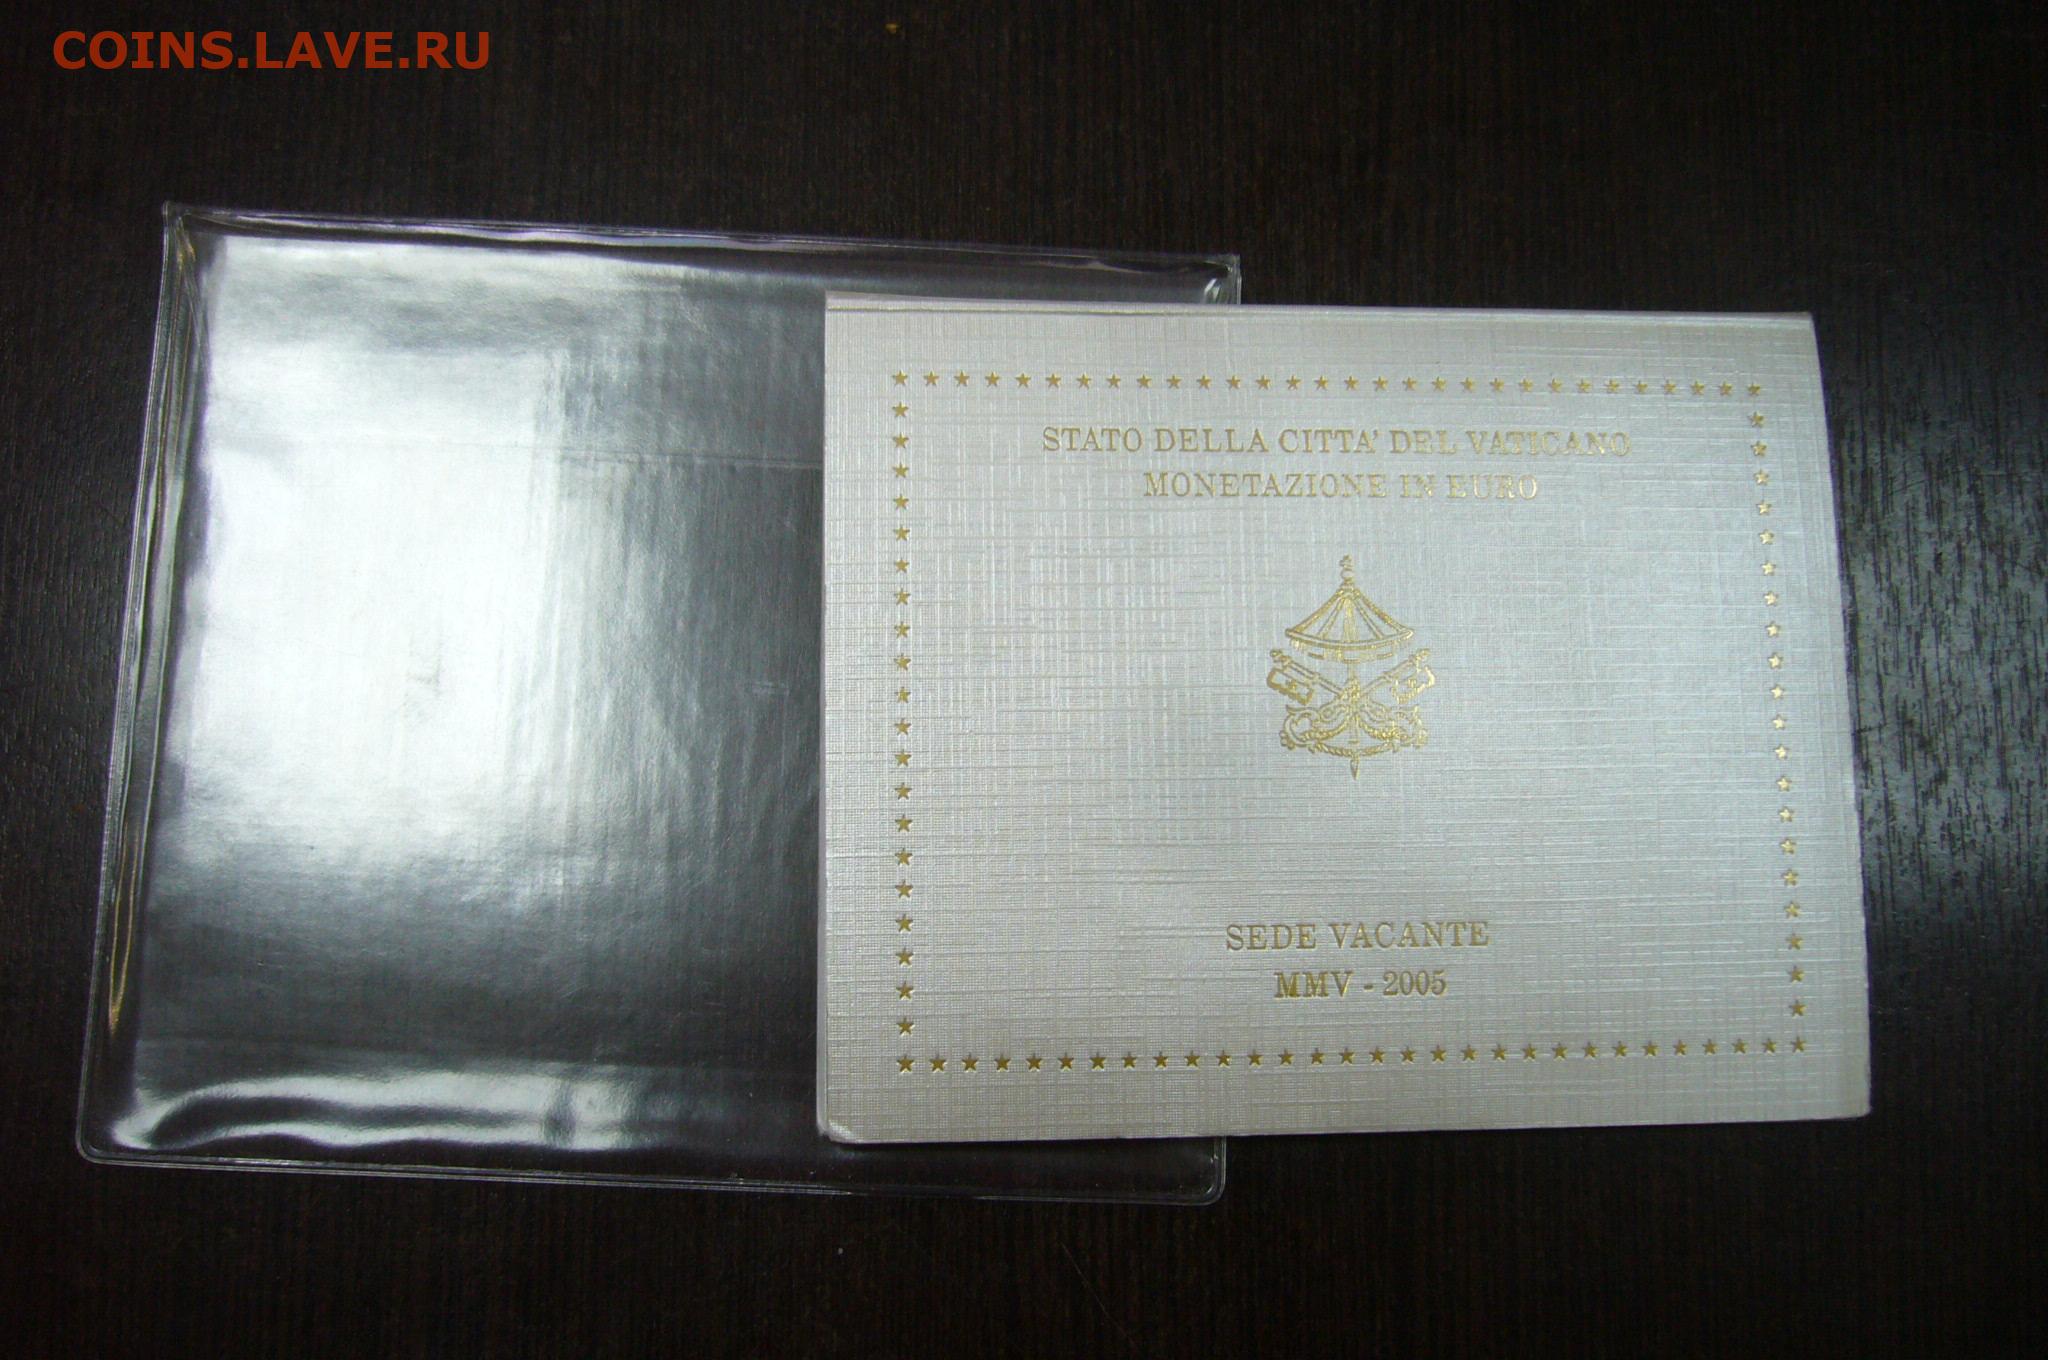 COINS.LAVE.RU
STATO DELLA CITTA' DEL VATICANO
MONETAZIONE IN EURO
SEDE VACANTE
MMV - 2005